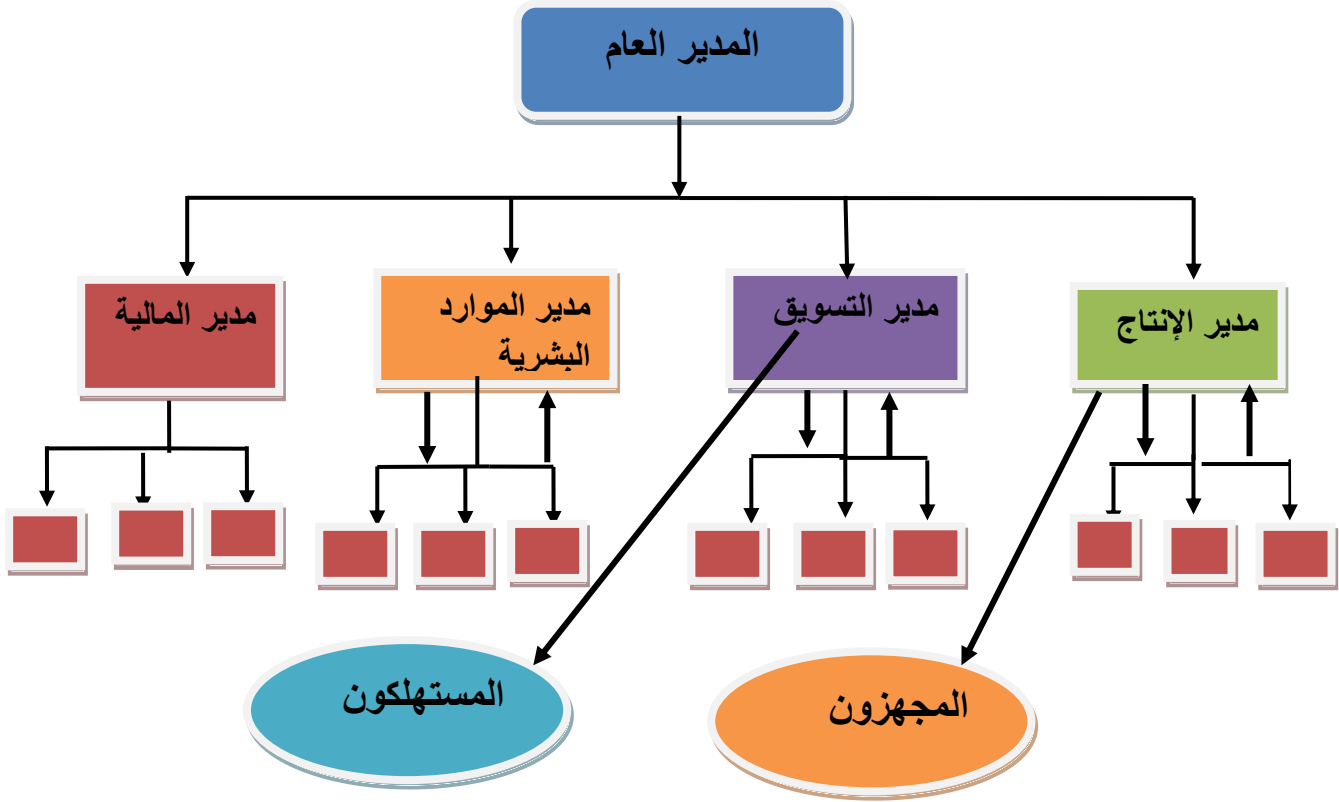 المدير العام
مدير الإنتاج
مدير التسويق
مدير الموارد
البشرية
مدير المالية
المجهزون
المستهلكون